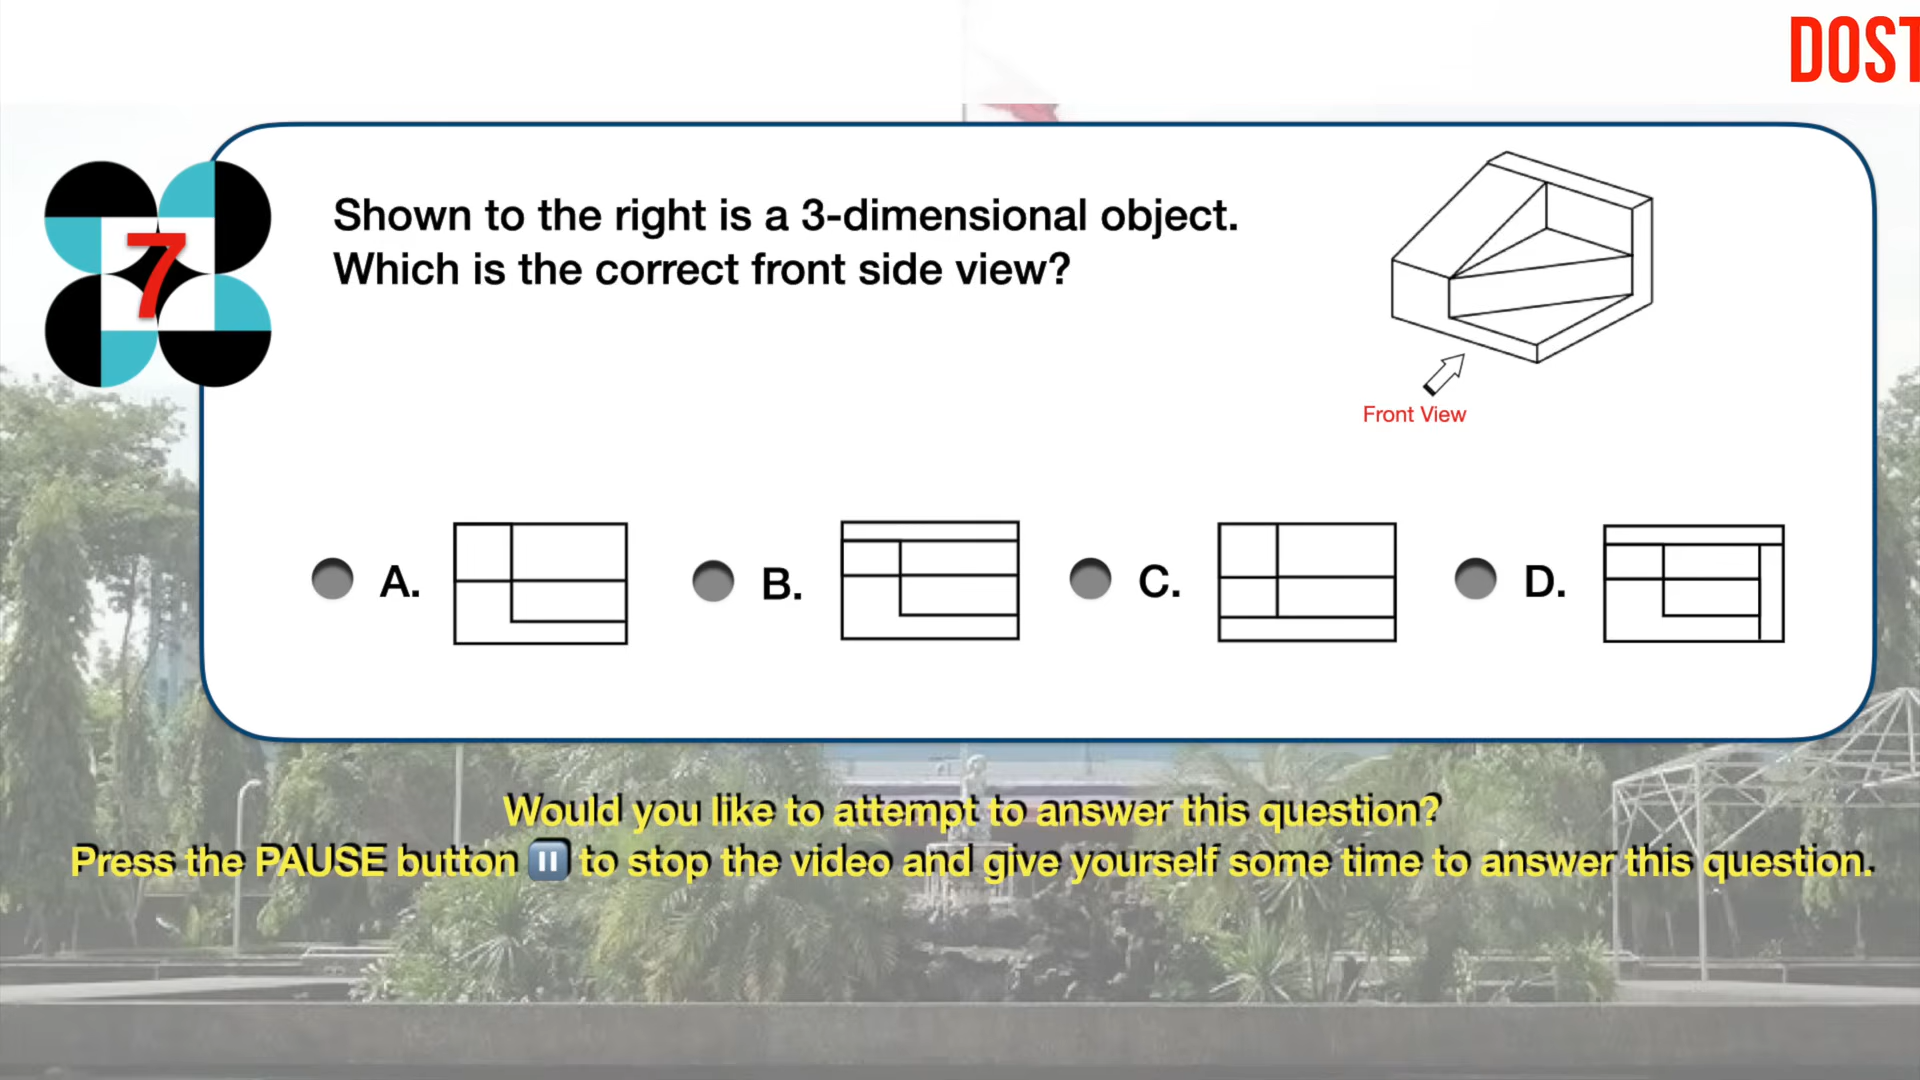 DOST
7
Shown to the right is a 3-dimensional object.
Which is the correct front side view?
Front View
A.
B.
C.
D.
Would you like to attempt to answer this question?
Press the PAUSE button ⏸ to stop the video and give yourself some time to answer this question.